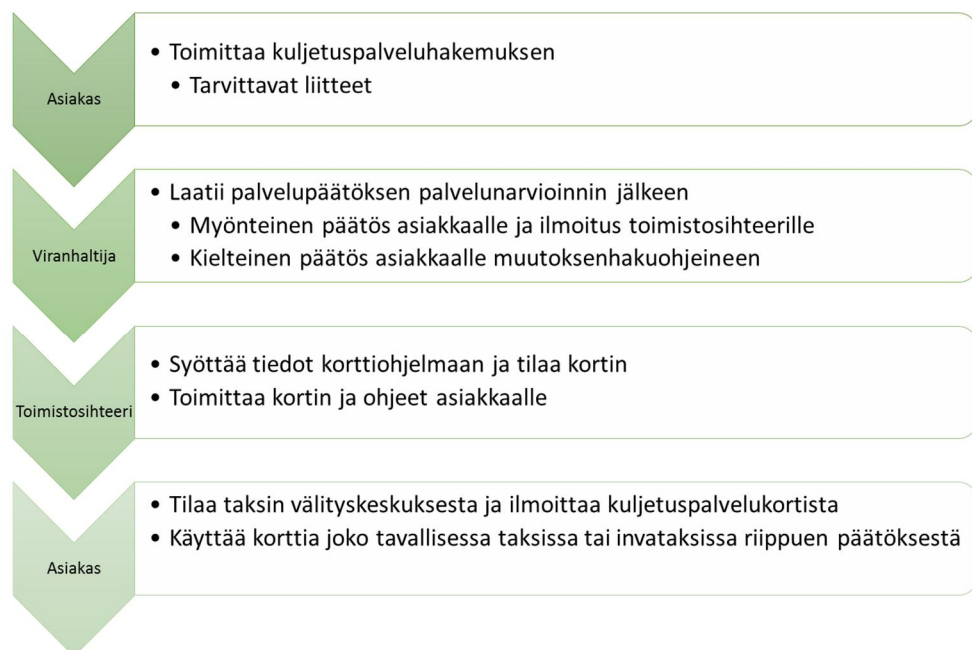 Asiakas
• Toimittaa kuljetuspalveluhakemuksen
• Tarvittavat liitteet
Viranhaltija
• Laatii palvelupäätöksen palvelunarvioinnin jälkeen
• Myönteinen päätös asiakkaalle ja ilmoitus toimistosihteerille
• Kielteinen päätös asiakkaalle muutoksenhakuohjeineen
Toimistosihteeri
• Syöttää tiedot korttiohjelmaan ja tilaa kortin
• Toimittaa kortin ja ohjeet asiakkaalle
Asiakas
• Tilaa taksin välityskeskuksesta ja ilmoittaa kuljetuspalvelukortista
• Käyttää korttia joko tavallisessa taksissa tai invataksissa riippuen päätöksestä